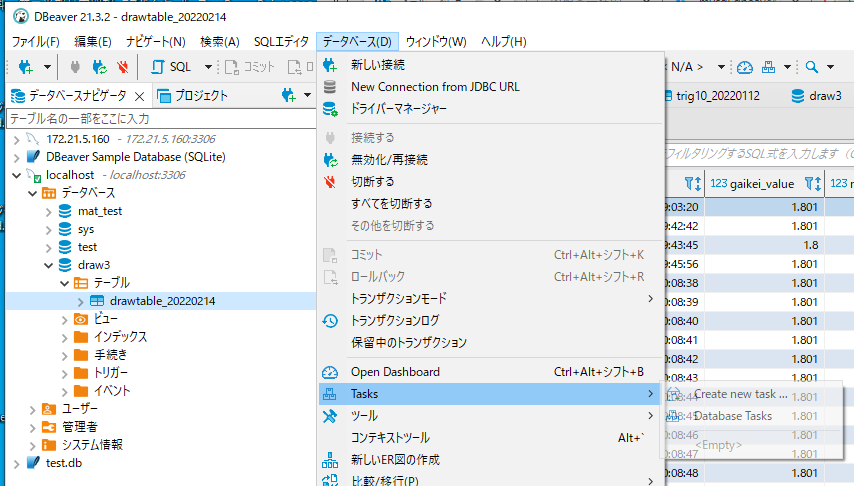 DBeaver 21.3.2 - drawtable_20220214
ファイル(F) 編集(E) ナビゲート(N) 検索(A) SQLエディタ データベース(D) ウィンドウ(W) ヘルプ(H)
SQL コミット ロ N/A >
データベースナビゲータ プロジェクト
テーブル名の一部をここに入力
172.21.5.160 - 172.21.5.160:3306
DBeaver Sample Database (SQLite)
localhost - localhost:3306
データベース
mat_test
sys
test
draw3
テーブル
drawtable_20220214
ビュー
インデックス
手続き
トリガー
イベント
ユーザー
管理者
システム情報
test.db
新しい接続
New Connection from JDBC URL
ドライバーマネージャー
接続する
無効化/再接続
切断する
すべてを切断する
その他を切断する
コミット Ctrl+Alt+シフト+K
ロールバック Ctrl+Alt+シフト+R
トランザクションモード
トランザクションログ
保留中のトランザクション
Open Dashboard Ctrl+Alt+シフト+B
Tasks
ツール
コンテキストツール Alt+`
新しいER図の作成
比較/移行(P)
Create new task ...
Database Tasks
<Empty>
trig10_20220112 draw3
フィルタリングするSQL式を入力します (C
123 gaikei_value
9:03:20 1.801
9:42:42 1.801
9:43:45 1.8
9:45:56 1.801
0:08:38 1.801
0:08:39 1.801
0:08:40 1.801
0:08:41 1.801
0:08:42 1.801
0:08:43 1.801
0:08:44 1.801
0:08:45 1.801
0:08:46 1.801
0:08:47 1.801
0:08:48 1.801